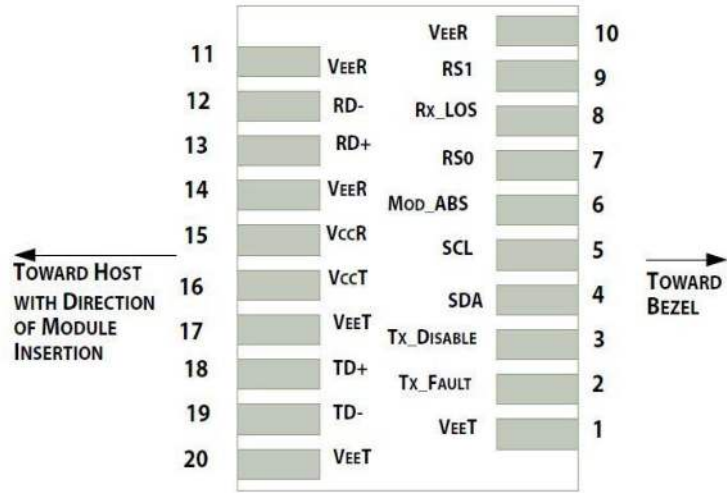 11 VEER
12 RD-
13 RD+
14 VEER
15 VCCR
16 VCCT
17 VEET
18 TD+
19 TD-
20 VEET
VEER 10
RS1 9
RX_LOS 8
RS0 7
MOD_ABS 6
SCL 5
SDA 4
TX_DISABLE 3
TX_FAULT 2
VEET 1
TOWARD HOST
WITH DIRECTION
OF MODULE
INSERTION
TOWARD
BEZEL